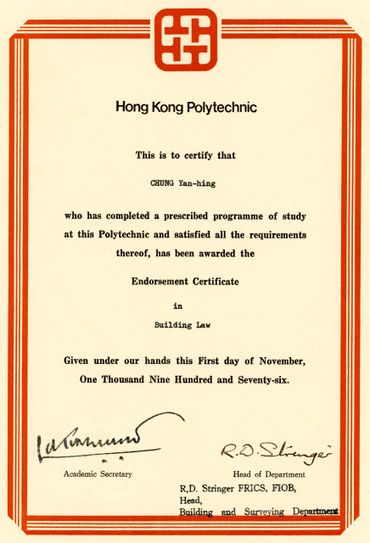 Hong Kong Polytechnic
This is to certify that
CHUNG Yan-hing
who has completed a prescribed programme of study
at this Polytechnic and satisfied all the requirements
thereof, has been awarded the
Endorsement Certificate
in
Building Law
Given under our hands this First day of November,
One Thousand Nine Hundred and Seventy-six.
R.D. Stringer
Academic Secretary Head of Department
R,D. Stringer FRICS, FIOB,
Head,
Building and Surveying Department